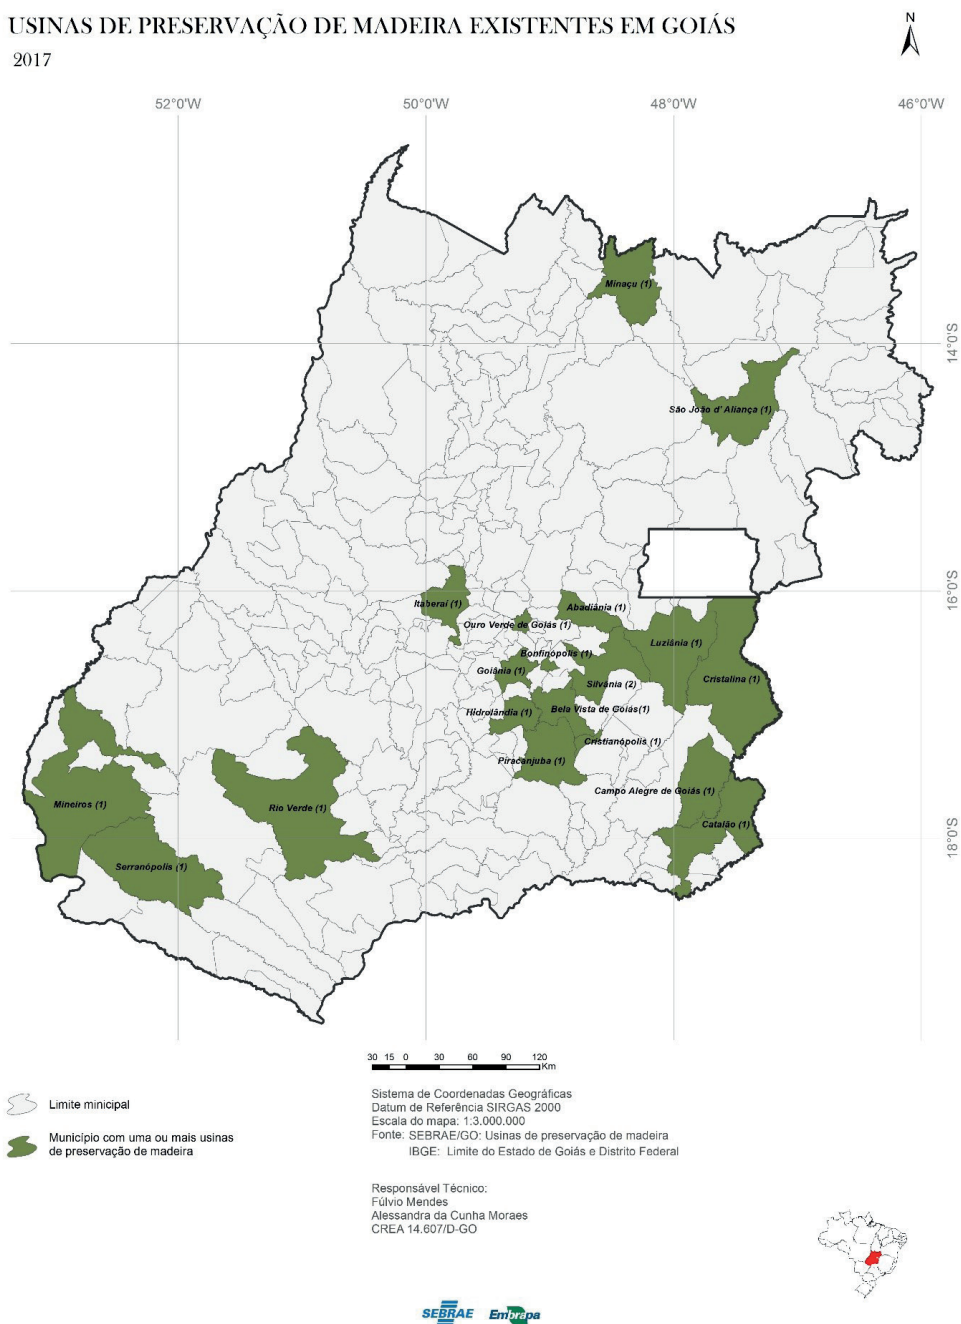 USINAS DE PRESERVAÇÃO DE MADEIRA EXISTENTES EM GOIÁS
2017
N
52°0'W
50°0'W
48°0'W
46°0'W
14°S
16°0'S
18°0'S
Minaçu (1)
São João d' Aliança (1)
Itaberaí (1)
Abadiânia (1)
Ouro Verde de Goiás (1)
Luziânia (1)
Bonfinópolis (1)
Goiânia (1)
Silvânia (2)
Cristalina (1)
Hidrolândia (1)
Bela Vista de Goiás(1)
Cristianópolis (1)
Piracanjuba (1)
Campo Alegre de Goiás (1)
Mineiros (1)
Rio Verde (1)
Catalão (1)
Serranópolis (1)
30 15 0 30 60 90 120
Km
Limite minicipal
Município com uma ou mais usinas
de preservação de madeira
Sistema de Coordenadas Geográficas
Datum de Referência SIRGAS 2000
Escala do mapa: 1:3.000.000
Fonte: SEBRAE/GO: Usinas de preservação de madeira
IBGE: Limite do Estado de Goiás e Distrito Federal
Responsável Técnico:
Fúlvio Mendes
Alessandra da Cunha Moraes
CREA 14.607/D-GO
SEBRAE
Embrapa